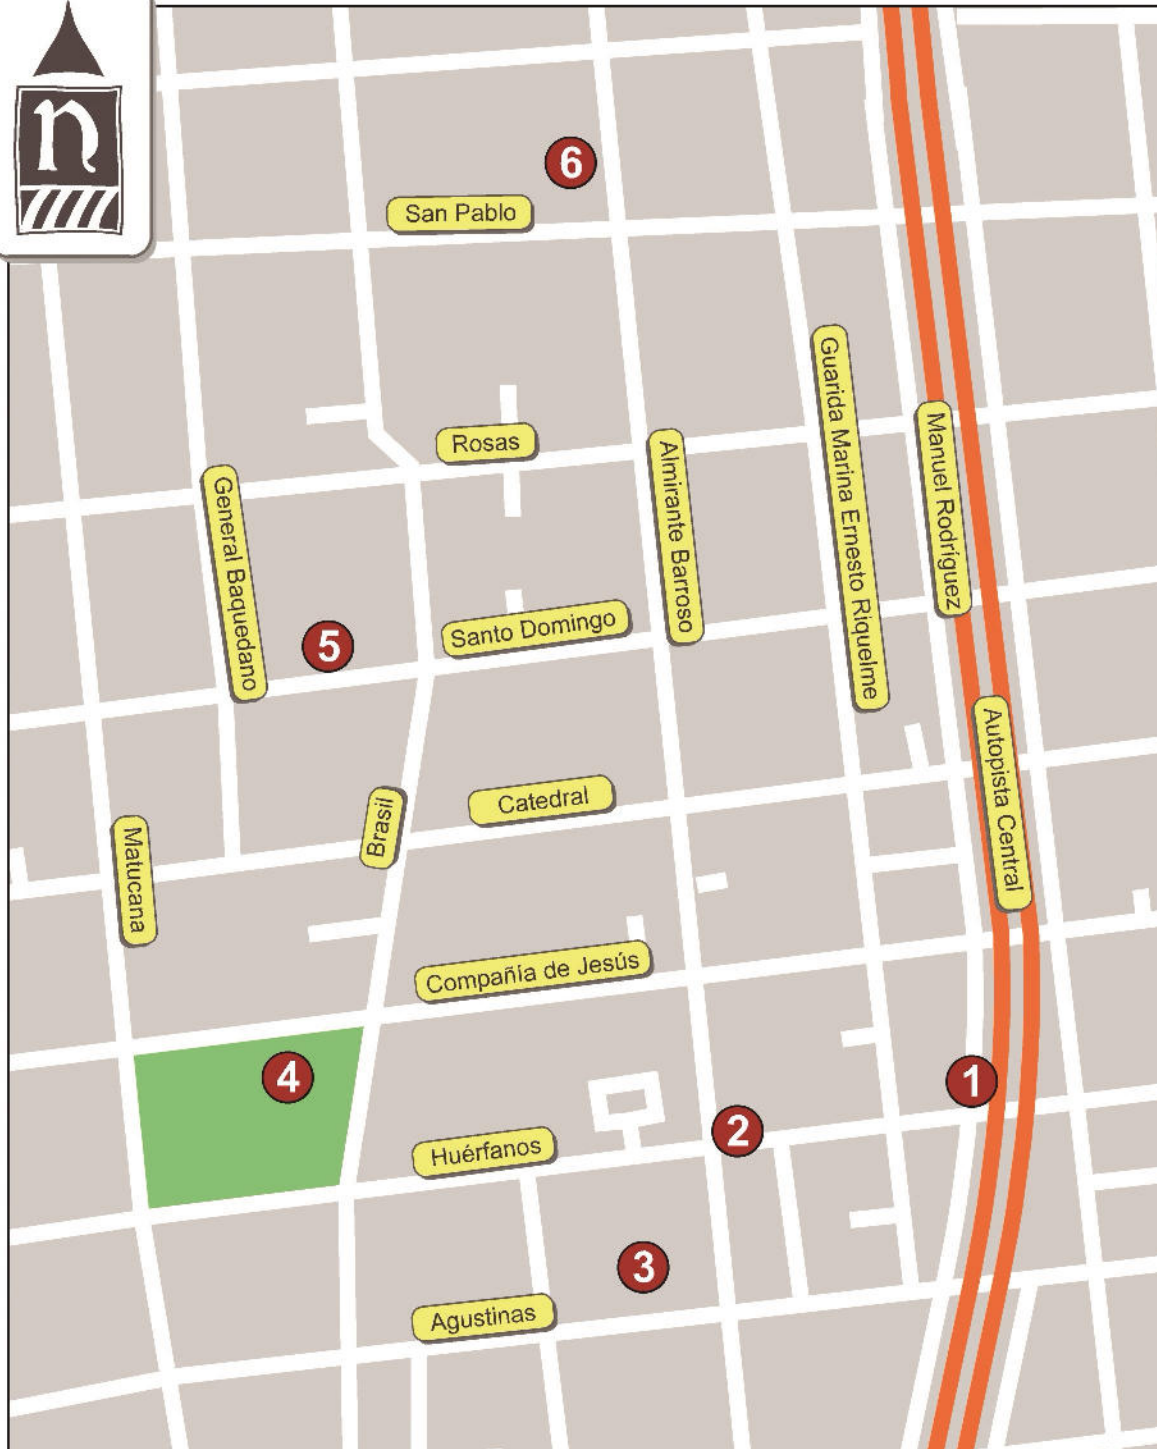 n
6
San Pablo
Rosas
General Baquedano
Almirante Barroso
Guarida Marina Ernesto Riquelme
Manuel Rodríguez
5
Santo Domingo
Autopista Central
Brasil
Catedral
Matucana
Compañía de Jesús
4
1
2
Huérfanos
3
Agustinas